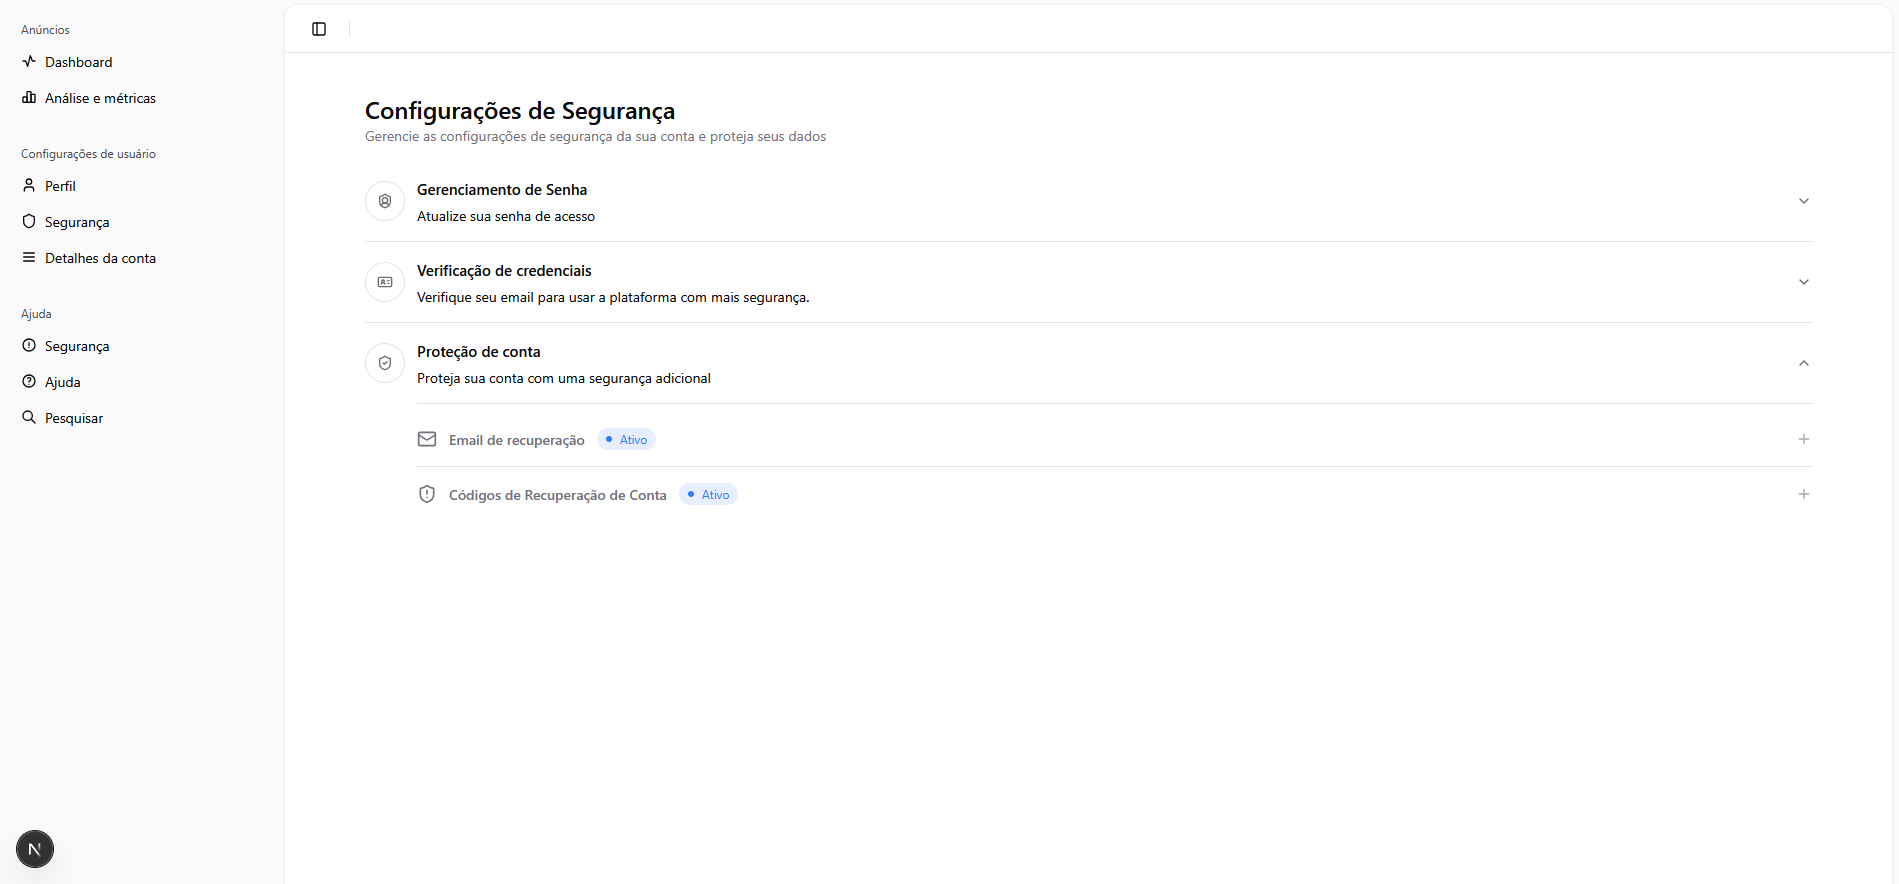 Anúncios
Dashboard
Análise e métricas
Configurações de usuário
Perfil
Segurança
Detalhes da conta
Ajuda
Segurança
Ajuda
Pesquisar
N
Configurações de Segurança
Gerencie as configurações de segurança da sua conta e proteja seus dados
Gerenciamento de Senha
Atualize sua senha de acesso
Verificação de credenciais
Verifique seu email para usar a plataforma com mais segurança.
Proteção de conta
Proteja sua conta com uma segurança adicional
Email de recuperação Ativo
Códigos de Recuperação de Conta Ativo